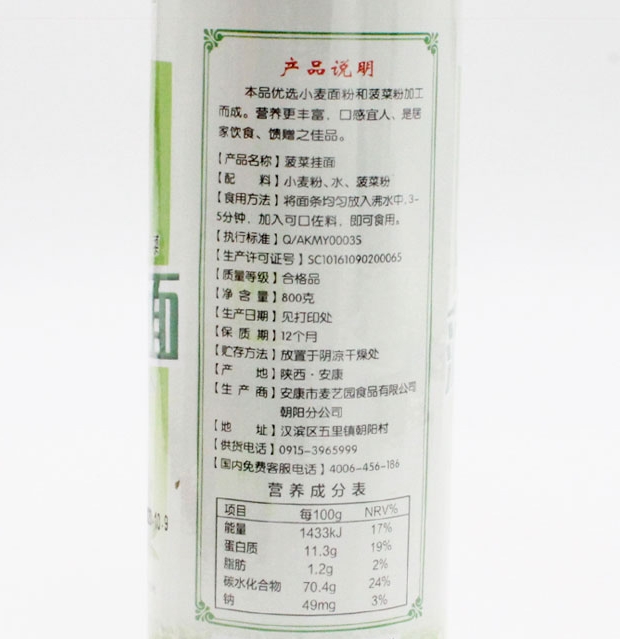 产品说明
本品优选小麦面粉和菠菜粉加工
而成。营养更丰富，口感宜人、是居
家饮食、馈赠之佳品。
【产品名称】菠菜挂面
【配 料】小麦粉、水、菠菜粉
【食用方法】将面条均匀放入沸水中,3-
5分钟，加入可口佐料，即可食用。
【执行标准】Q/AKMY0003S
【生产许可证号】SC10161090200065
【质量等级】合格品
【净 含 量】800克
【生产日期】见打印处
【保 质 期】12个月
【贮存方法】放置于阴凉干燥处
【产 地】陕西·安康
【生 产 商】安康市麦艺园食品有限公司
朝阳分公司
【地 址】汉滨区五里镇朝阳村
【供货电话】0915-3965999
【国内免费客服电话】4006-456-186
营养成分表
项目 每100g NRV%
能量 1433kJ 17%
蛋白质 11.3g 19%
脂肪 1.2g 2%
碳水化合物 70.4g 24%
钠 49mg 3%
面